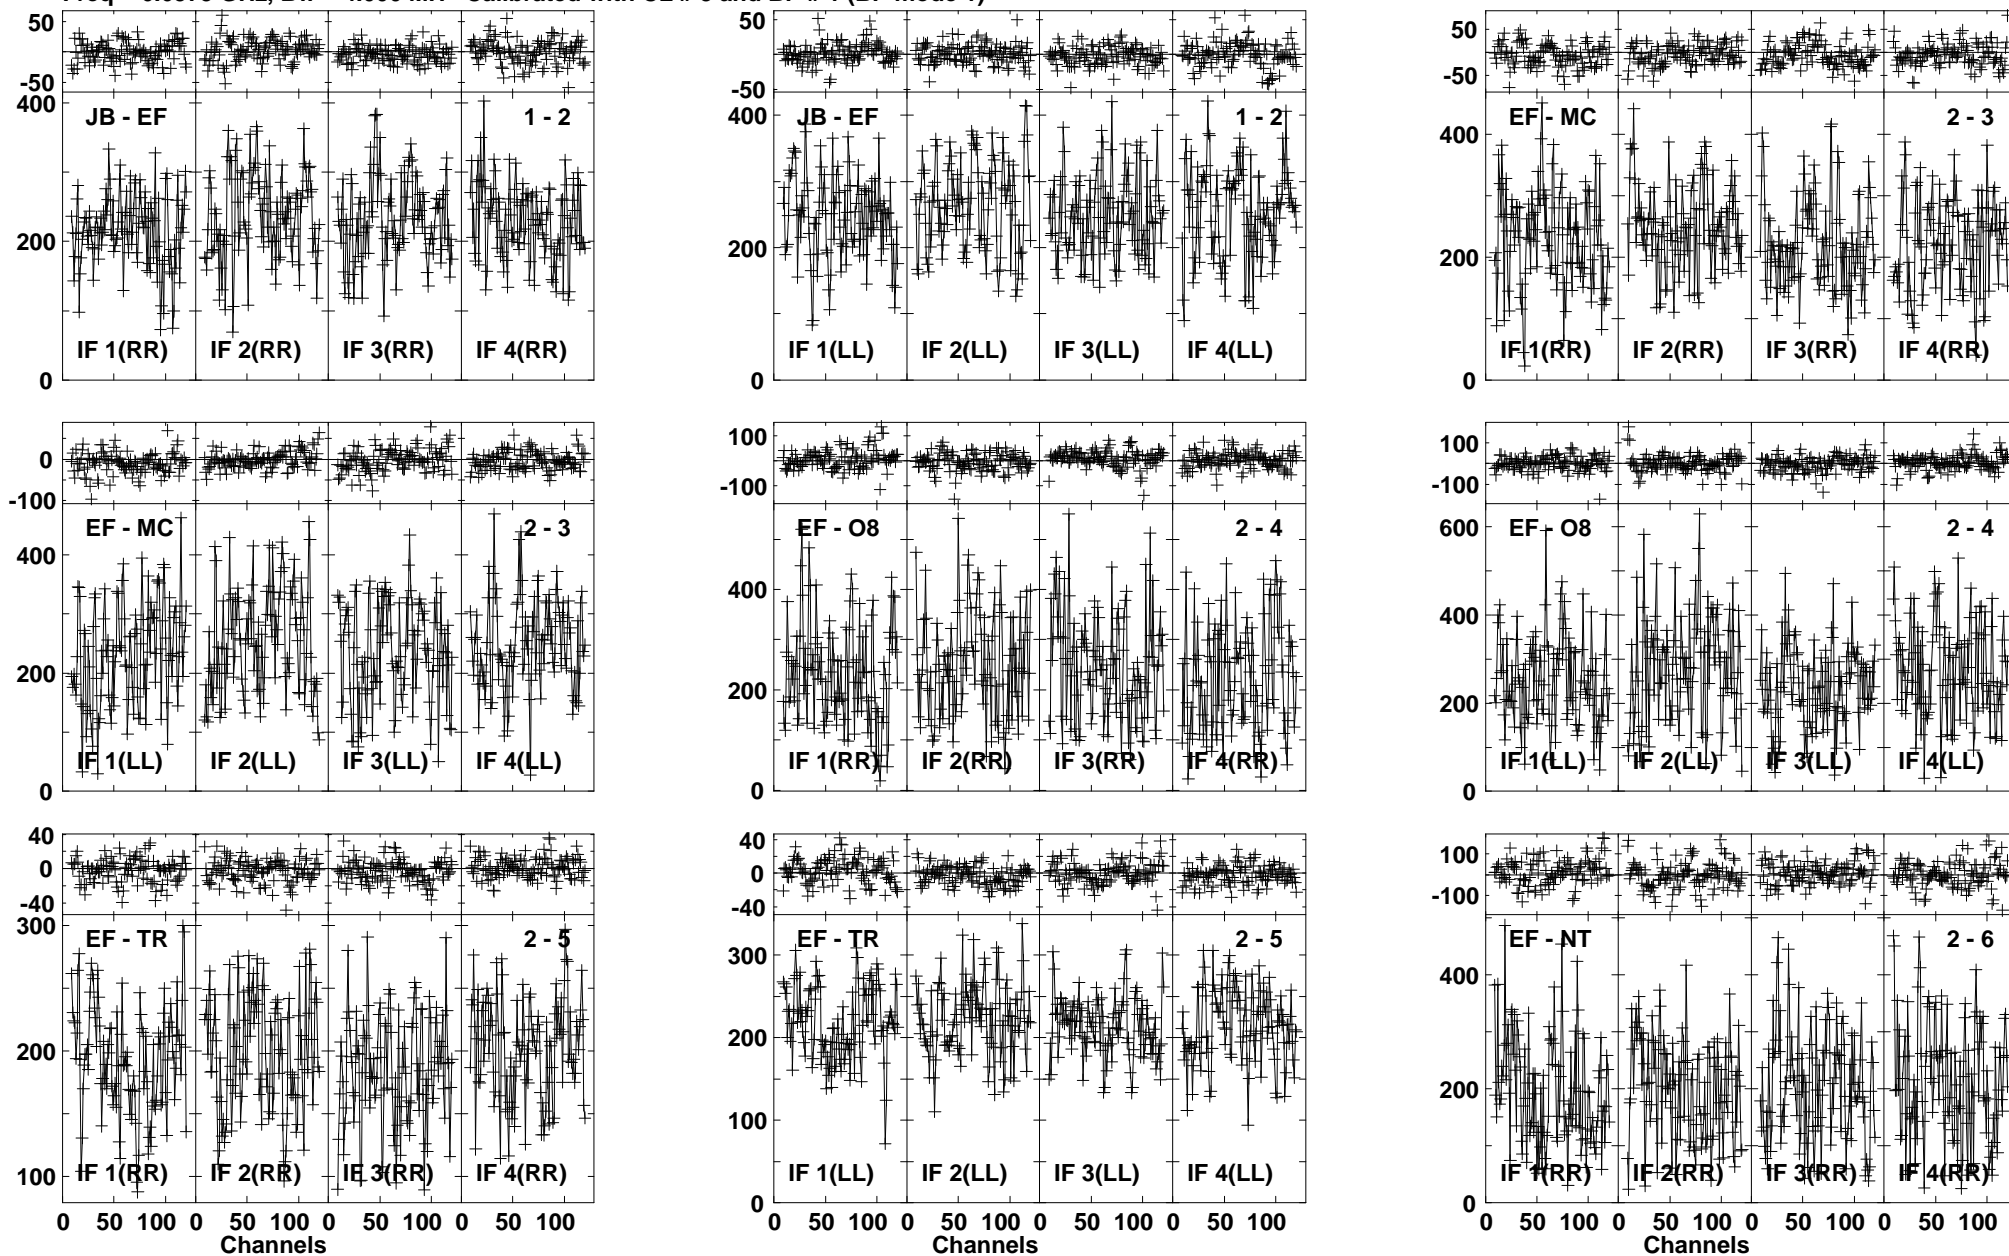 50
-50
400
200
0
JB - EF
1 - 2
IF 1(RR)
IF 2(RR)
IF 3(RR)
IF 4(RR)
50
0
-50
400
200
0
JB - EF
1 - 2
IF 1(LL)
IF 2(LL)
IF 3(LL)
IF 4(LL)
50
-50
400
200
0
EF - MC
2 - 3
IF 1(RR)
IF 2(RR)
IF 3(RR)
IF 4(RR)
0
-100
400
200
0
EF - MC
2 - 3
IF 1(LL)
IF 2(LL)
IF 3(LL)
IF 4(LL)
100
0
-100
400
200
0
EF - O8
2 - 4
IF 1(RR)
IF 2(RR)
IF 3(RR)
IF 4(RR)
100
-100
600
400
200
0
EF - O8
2 - 4
IF 1(LL)
IF 2(LL)
IF 3(LL)
IF 4(LL)
40
0
-40
300
200
100
EF - TR
2 - 5
IF 1(RR)
IF 2(RR)
IF 3(RR)
IF 4(RR)
0 50 100 0 50 100 0 50 100 0 50 100
Channels
40
0
-40
300
200
100
0
EF - TR
2 - 5
IF 1(LL)
IF 2(LL)
IF 3(LL)
IF 4(LL)
0 50 100 0 50 100 0 50 100 0 50 100
Channels
100
-100
400
200
0
EF - NT
2 - 6
IF 1(RR)
IF 2(RR)
IF 3(RR)
IF 4(RR)
0 50 100 0 50 100 0 50 100 0 50 100
Channels